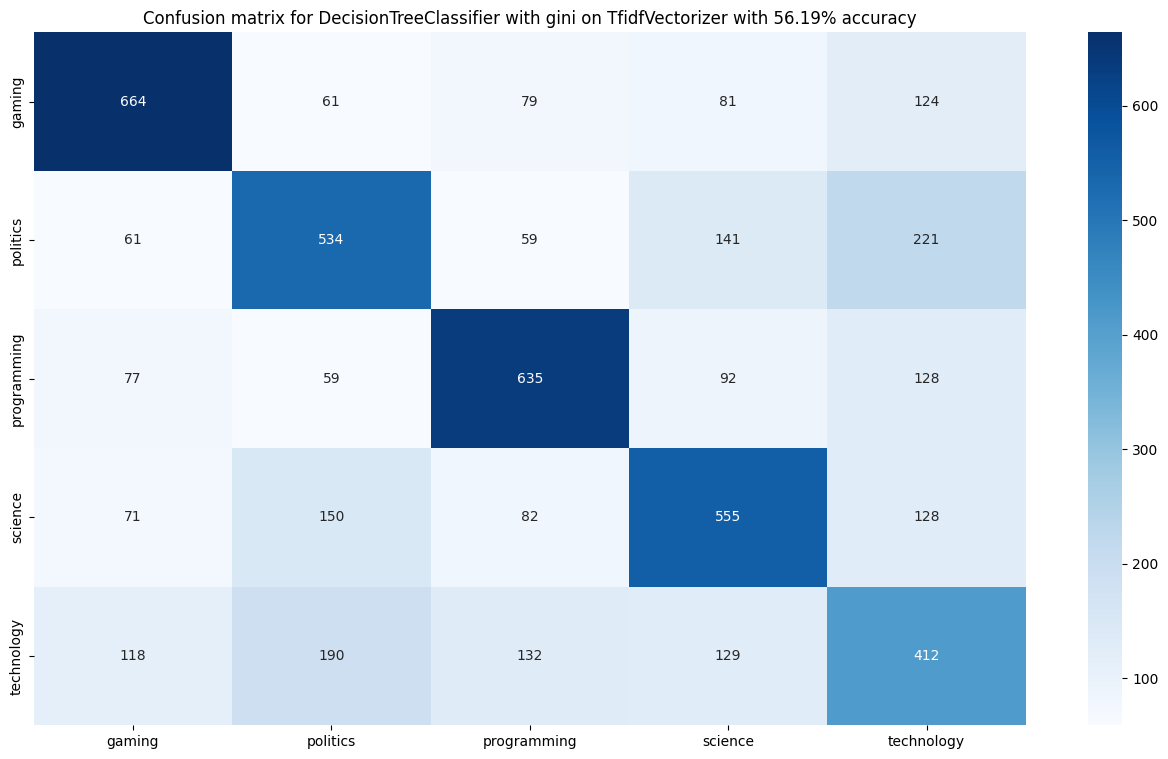 Confusion matrix for DecisionTreeClassifier with gini on TfidfVectorizer with 56.19% accuracy
gaming
664 61 79 81 124
politics
61 534 59 141 221
programming
77 59 635 92 128
science
71 150 82 555 128
technology
118 190 132 129 412
gaming politics programming science technology
600
500
400
300
200
100